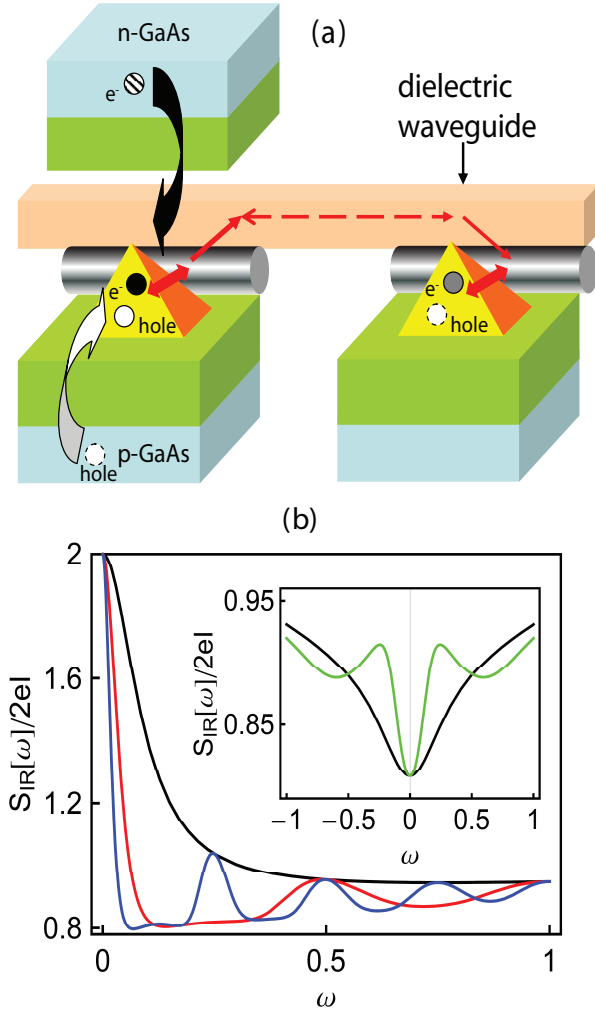 n-GaAs
(a)
e-
dielectric
waveguide
e-
hole
e-
hole
p-GaAs
hole
(b)
2
1.6
1.2
0.8
S_IR[ω]/2eI
0
0.5
1
ω
0.95
0.85
S_IR[ω]/2eI
−1
−0.5
0
0.5
1
ω